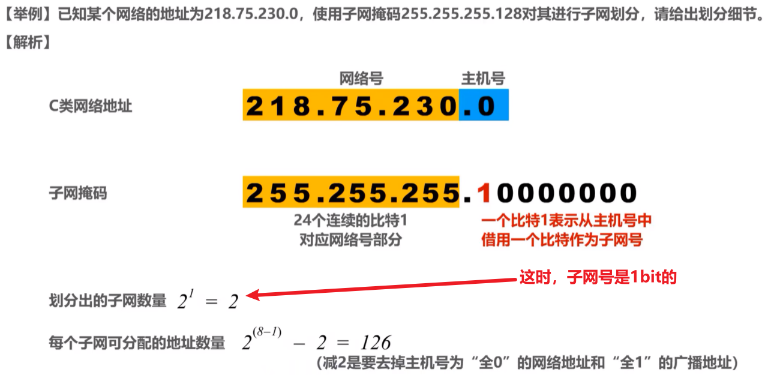 【举例】已知某个网络的地址为218.75.230.0，使用子网掩码255.255.255.128对其进行子网划分，请给出划分细节。
【解析】
网络号 主机号
C类网络地址 218.75.230.0
子网掩码 255.255.255.10000000
24个连续的比特1 一个比特1表示从主机号中
对应网络号部分 借用一个比特作为子网号
这时，子网号是1bit的
划分出的子网数量 2^1 = 2
每个子网可分配的地址数量 2^(8−1) − 2 = 126
（减2是要去掉主机号为“全0”的网络地址和“全1”的广播地址）